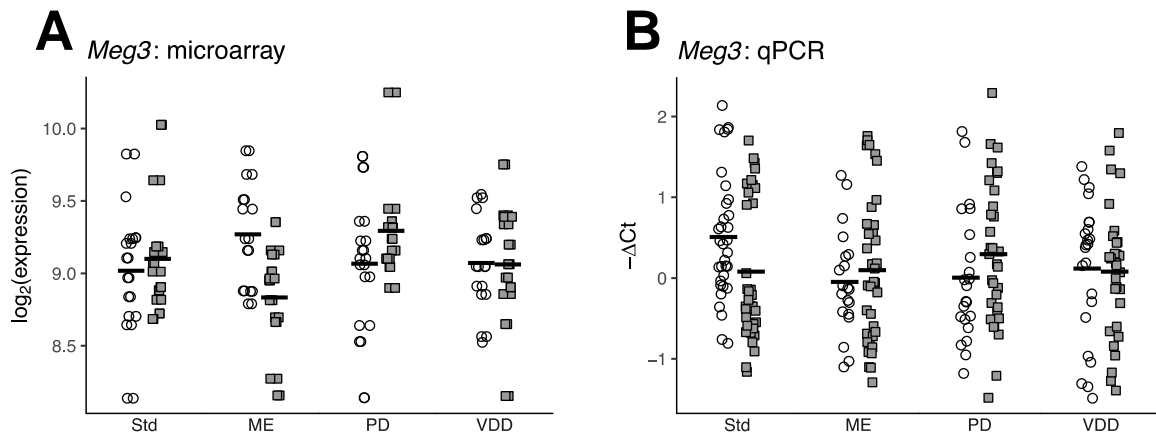 A
Meg3: microarray
log₂(expression)
10.0
9.5
9.0
8.5
Std ME PD VDD
B
Meg3: qPCR
−ΔCt
2
1
0
−1
Std ME PD VDD